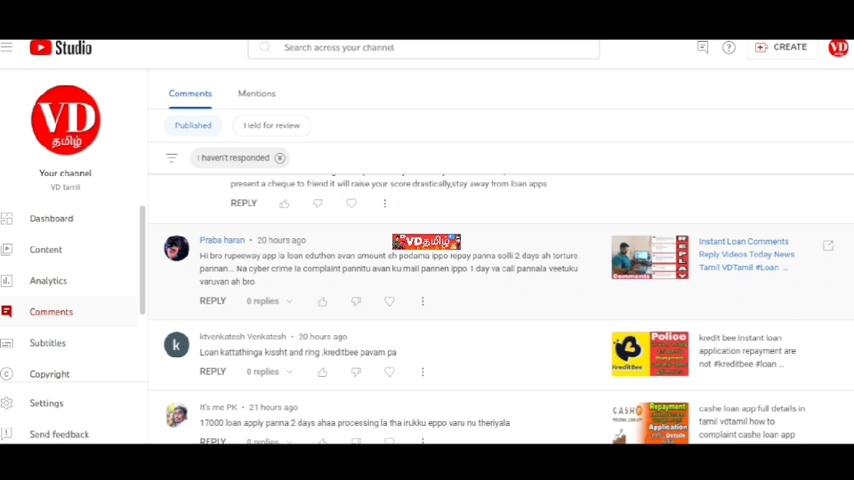 Studio
Search across your channel
CREATE
VD
VD
தமிழ்
Your channel
VD tamil
Dashboard
Content
Analytics
Comments
Subtitles
Copyright
Settings
Send feedback
Comments
Mentions
Published
Held for review
I haven't responded
present a cheque to friend it will raise your score drastically,stay away from loan apps
REPLY
Praba haran • 20 hours ago
VDதமிழ்
Hi bro rupeeway app la loan eduthen avan amount eh podama ippo repay panna solli 2 days ah torture
pannan... Na cyber crime la complaint pannitu avan ku mail pannen ippo 1 day va call pannala veetuku
varuvan ah bro
REPLY
0 replies
Comments
Instant Loan Comments
Reply Videos Today News
Tamil VDTamil #Loan ...
k
ktvenkatesh Venkatesh • 20 hours ago
Loan kattathinga kissht and ring .kreditbee pavam pa
REPLY
0 replies
KreditBee
Police
kredit bee instant loan
application repayment are
not #kreditbee #loan ...
It's me PK • 21 hours ago
17000 loan apply panna 2 days ahaa processing la tha irukku eppo varu nu theriyala
REPLY
0 replies
CASHe
Repayment
Application
cashe loan app full details in
tamil vdtamil how to
complaint cashe loan app